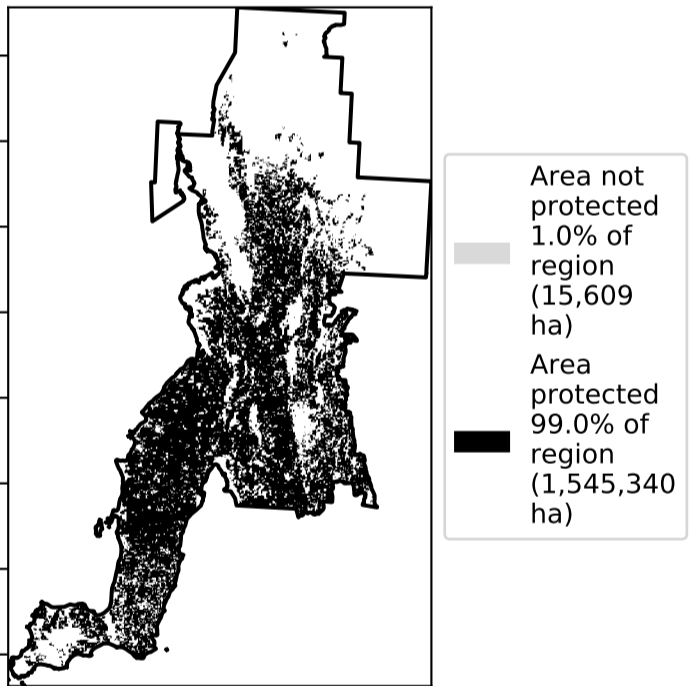 Area not
protected
1.0% of
region
(15,609
ha)
Area
protected
99.0% of
region
(1,545,340
ha)